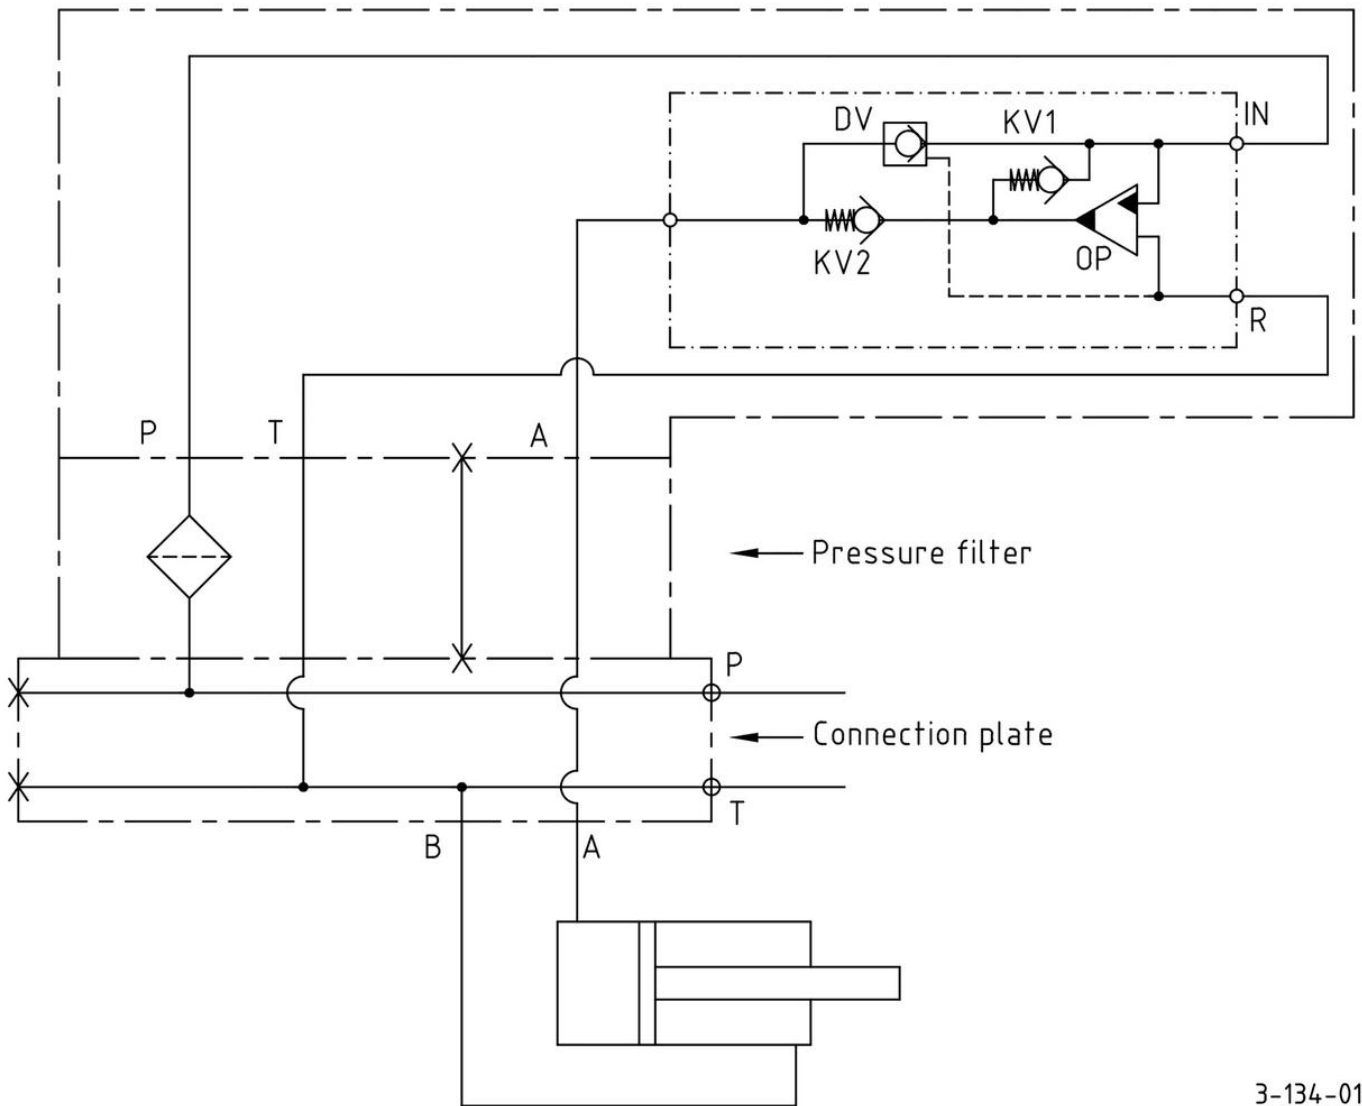 DV
KV1
IN
KV2
OP
R
P
T
A
Pressure filter
P
Connection plate
T
B
A
3-134-01